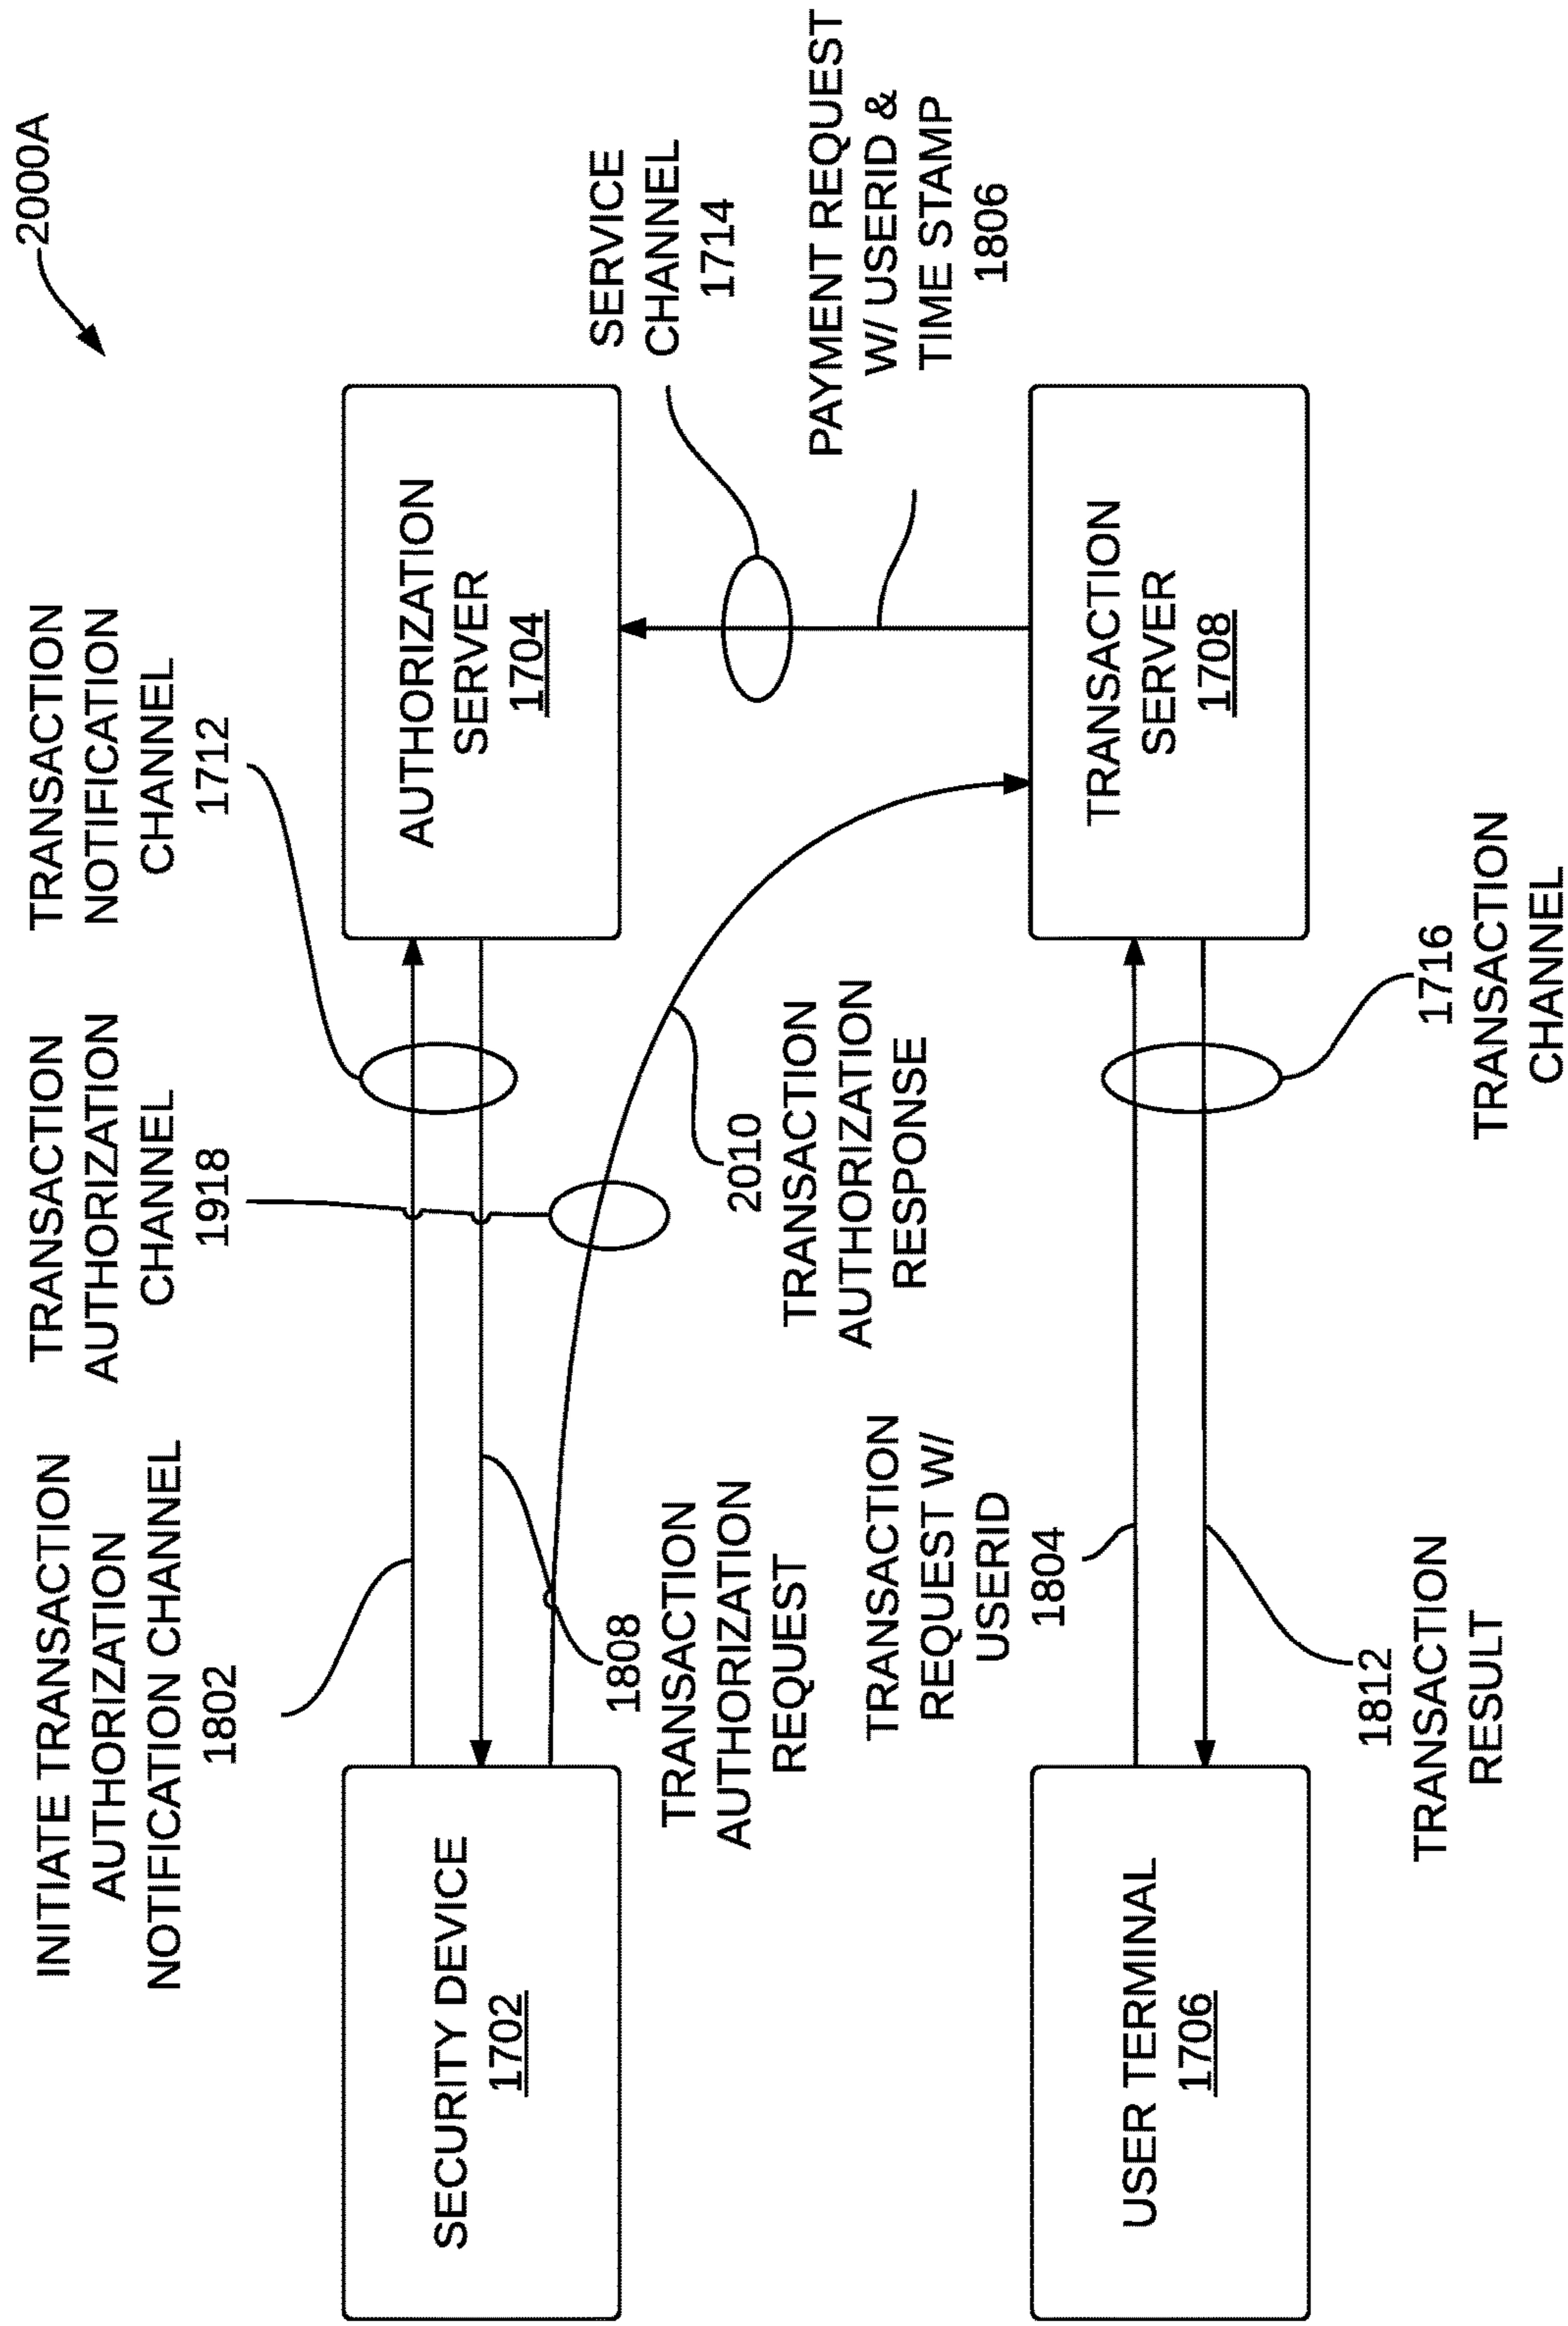 2000A
INITIATE TRANSACTION
AUTHORIZATION
NOTIFICATION CHANNEL
1802
TRANSACTION
AUTHORIZATION
CHANNEL
1918
TRANSACTION
NOTIFICATION
CHANNEL
1712
SECURITY DEVICE
1702
AUTHORIZATION
SERVER
1704
SERVICE
CHANNEL
1714
1808
TRANSACTION
AUTHORIZATION
REQUEST
2010
TRANSACTION
AUTHORIZATION
RESPONSE
PAYMENT REQUEST
W/ USERID &
TIME STAMP
1806
TRANSACTION
REQUEST W/
USERID
1804
USER TERMINAL
1706
TRANSACTION
SERVER
1708
1812
TRANSACTION
RESULT
1716
TRANSACTION
CHANNEL